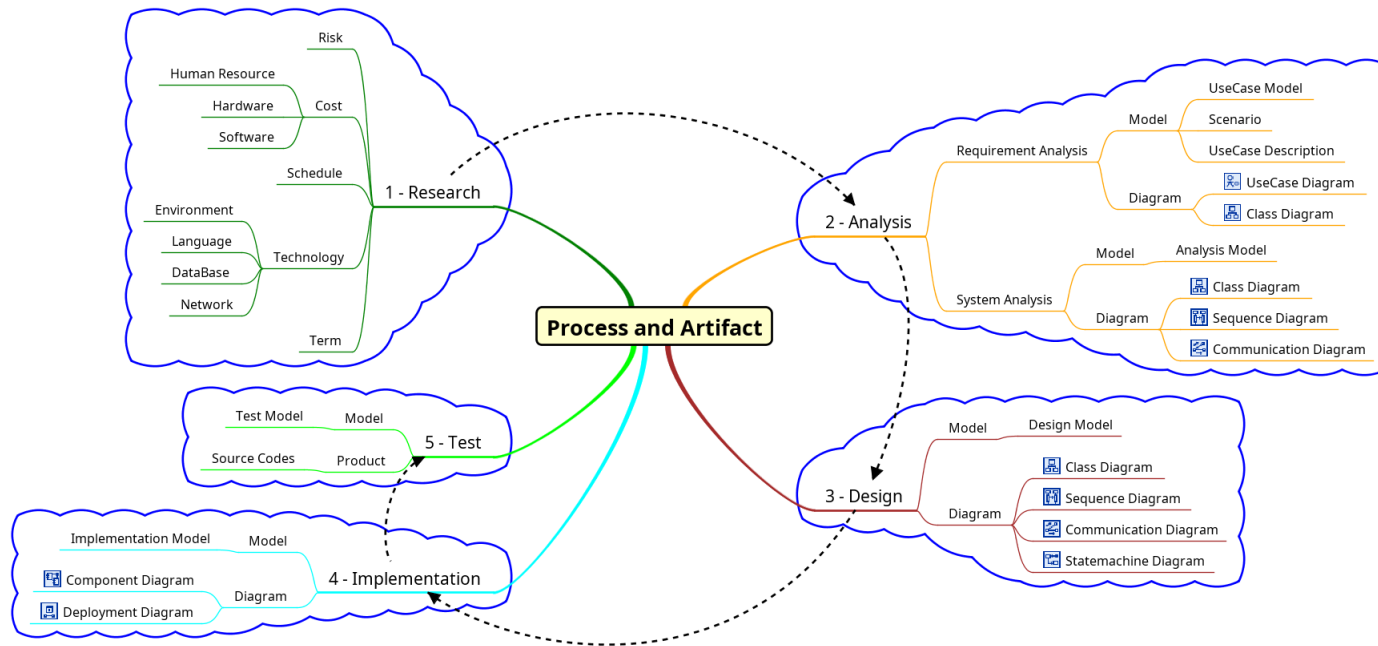 Process and Artifact
1 - Research
Risk
Cost
Human Resource
Hardware
Software
Schedule
Technology
Environment
Language
DataBase
Network
Term
2 - Analysis
Requirement Analysis
Model
UseCase Model
Scenario
UseCase Description
Diagram
UseCase Diagram
Class Diagram
System Analysis
Model
Analysis Model
Diagram
Class Diagram
Sequence Diagram
Communication Diagram
3 - Design
Model
Design Model
Diagram
Class Diagram
Sequence Diagram
Communication Diagram
Statemachine Diagram
4 - Implementation
Model
Implementation Model
Diagram
Component Diagram
Deployment Diagram
5 - Test
Model
Test Model
Product
Source Codes